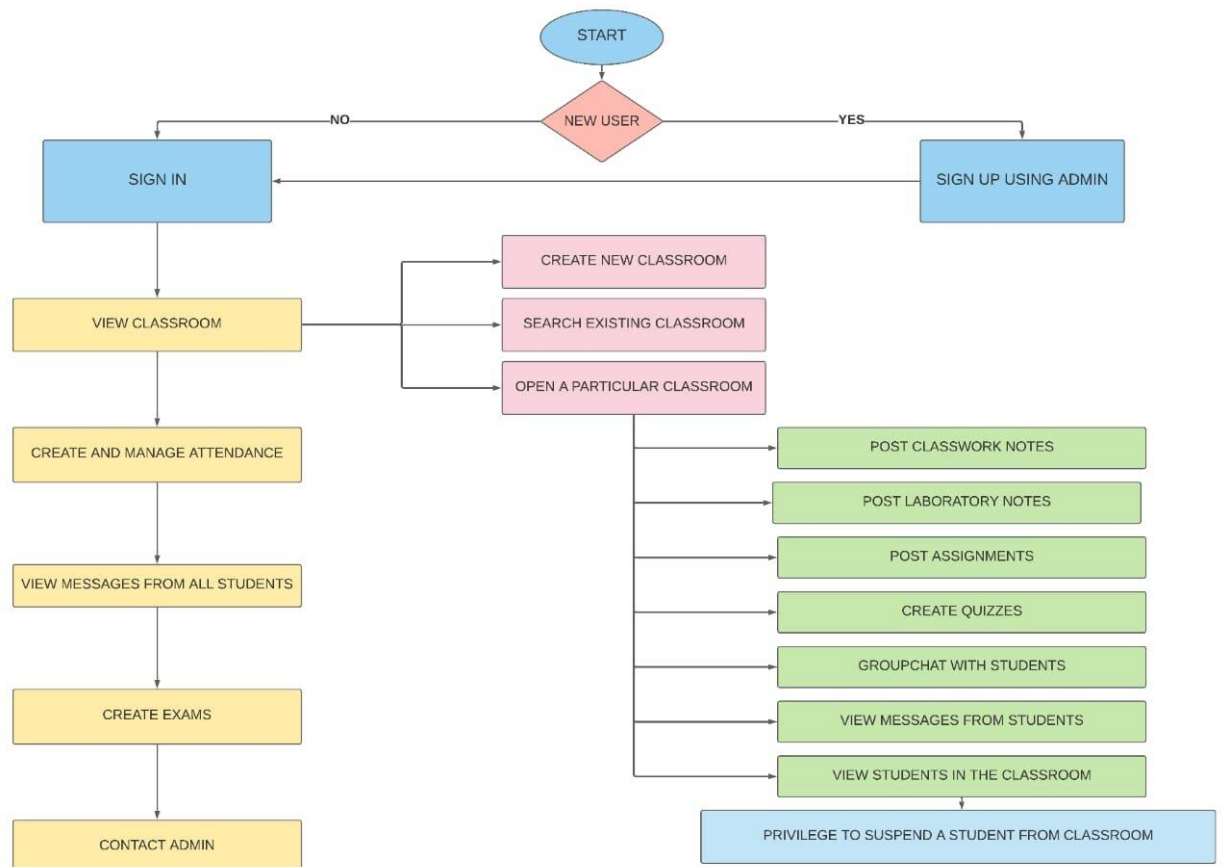 START
NEW USER
NO
YES
SIGN IN
SIGN UP USING ADMIN
CREATE NEW CLASSROOM
VIEW CLASSROOM
SEARCH EXISTING CLASSROOM
OPEN A PARTICULAR CLASSROOM
CREATE AND MANAGE ATTENDANCE
POST CLASSWORK NOTES
POST LABORATORY NOTES
POST ASSIGNMENTS
VIEW MESSAGES FROM ALL STUDENTS
CREATE QUIZZES
GROUPCHAT WITH STUDENTS
CREATE EXAMS
VIEW MESSAGES FROM STUDENTS
VIEW STUDENTS IN THE CLASSROOM
PRIVILEGE TO SUSPEND A STUDENT FROM CLASSROOM
CONTACT ADMIN